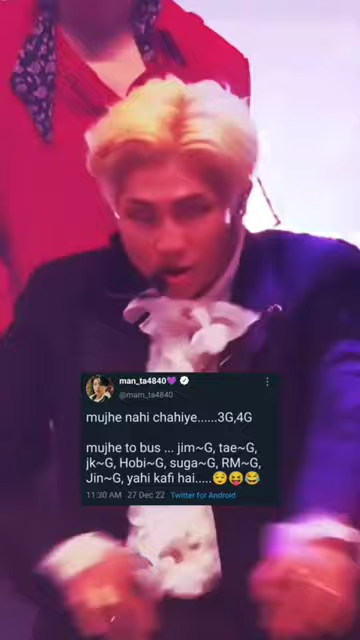 man_ta4840💜
@mam_ta4840
mujhe nahi chahiye......3G,4G
mujhe to bus ... jim~G, tae~G,
jk~G, Hobi~G, suga~G, RM~G,
Jin~G, yahi kafi hai.....😌😝😂
11:30 AM 27 Dec 22 Twitter for Android